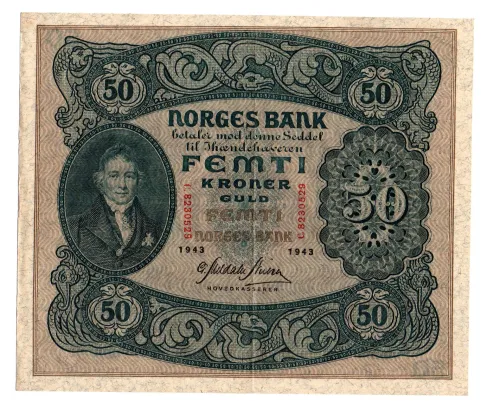 50 50
NORGES BANK
betaler mod denne Seddel
til Ihændehaveren
FEMTI
KRONER
GULD
FEMTI
NORGES BANK
50
C.8230529
C.8230529
1943 1943
HOVEDKASSERER.
50 50